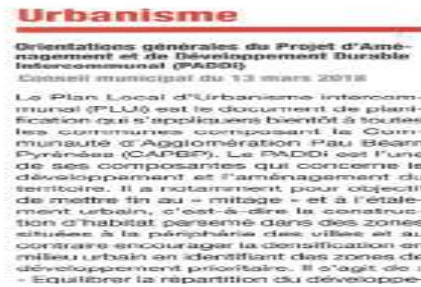 Urbanisme
Orientations générales du Projet d'Amé-
nagement et de Développement Durable
Intercommunal (PADDi)
Conseil municipal du 13 mars 2018
Le Plan Local d'Urbanisme intercom-
munal (PLUi) est le document de plani-
fication qui s'appliquera bientôt à toutes
les communes composant la Com-
munauté d'Agglomération Pau Béarn
Pyrénées (CAPBP). Le PADDi est l'une
de ses composantes qui concerne le
développement et l'aménagement du
territoire. Il a notamment pour objectif
de mettre fin au « mitage » et à l'étale-
ment urbain, c'est-à-dire la construc-
tion d'habitat parsemé dans des zones
situées à la périphérie des villes et au
contraire encourager la densification en
milieu urbain en identifiant des zones de
développement prioritaire. Il s'agit de :
- Equilibrer la répartition du développe-